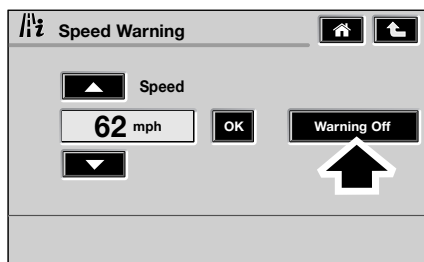 Speed Warning
Speed
62 mph
OK
Warning Off